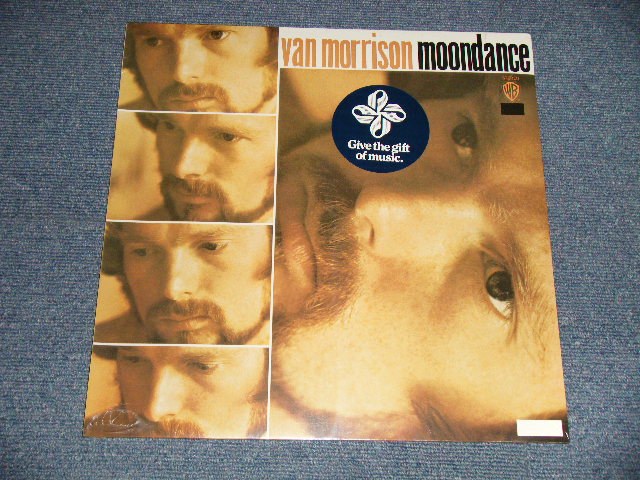 van morrison moondance
Give the gift
of music.